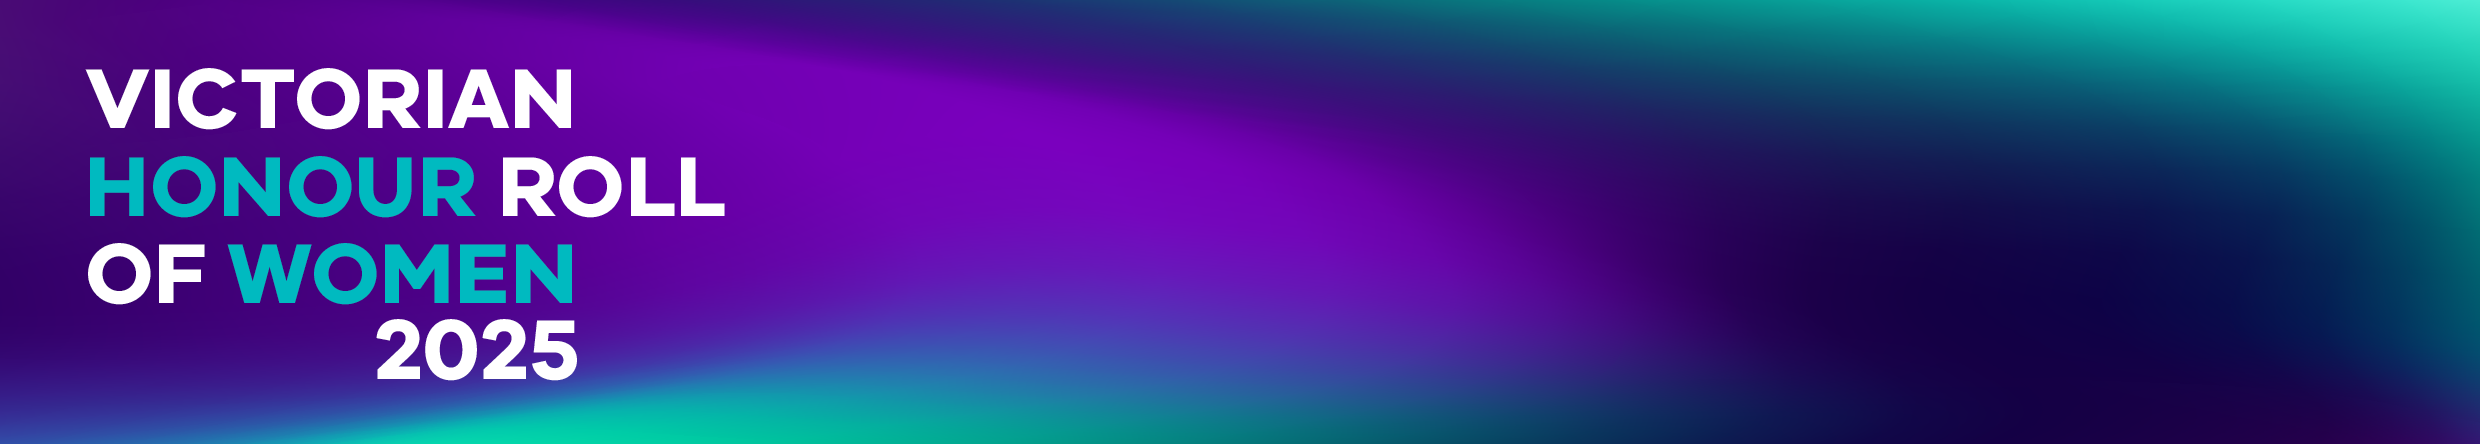 VICTORIAN
HONOUR ROLL
OF WOMEN
2025